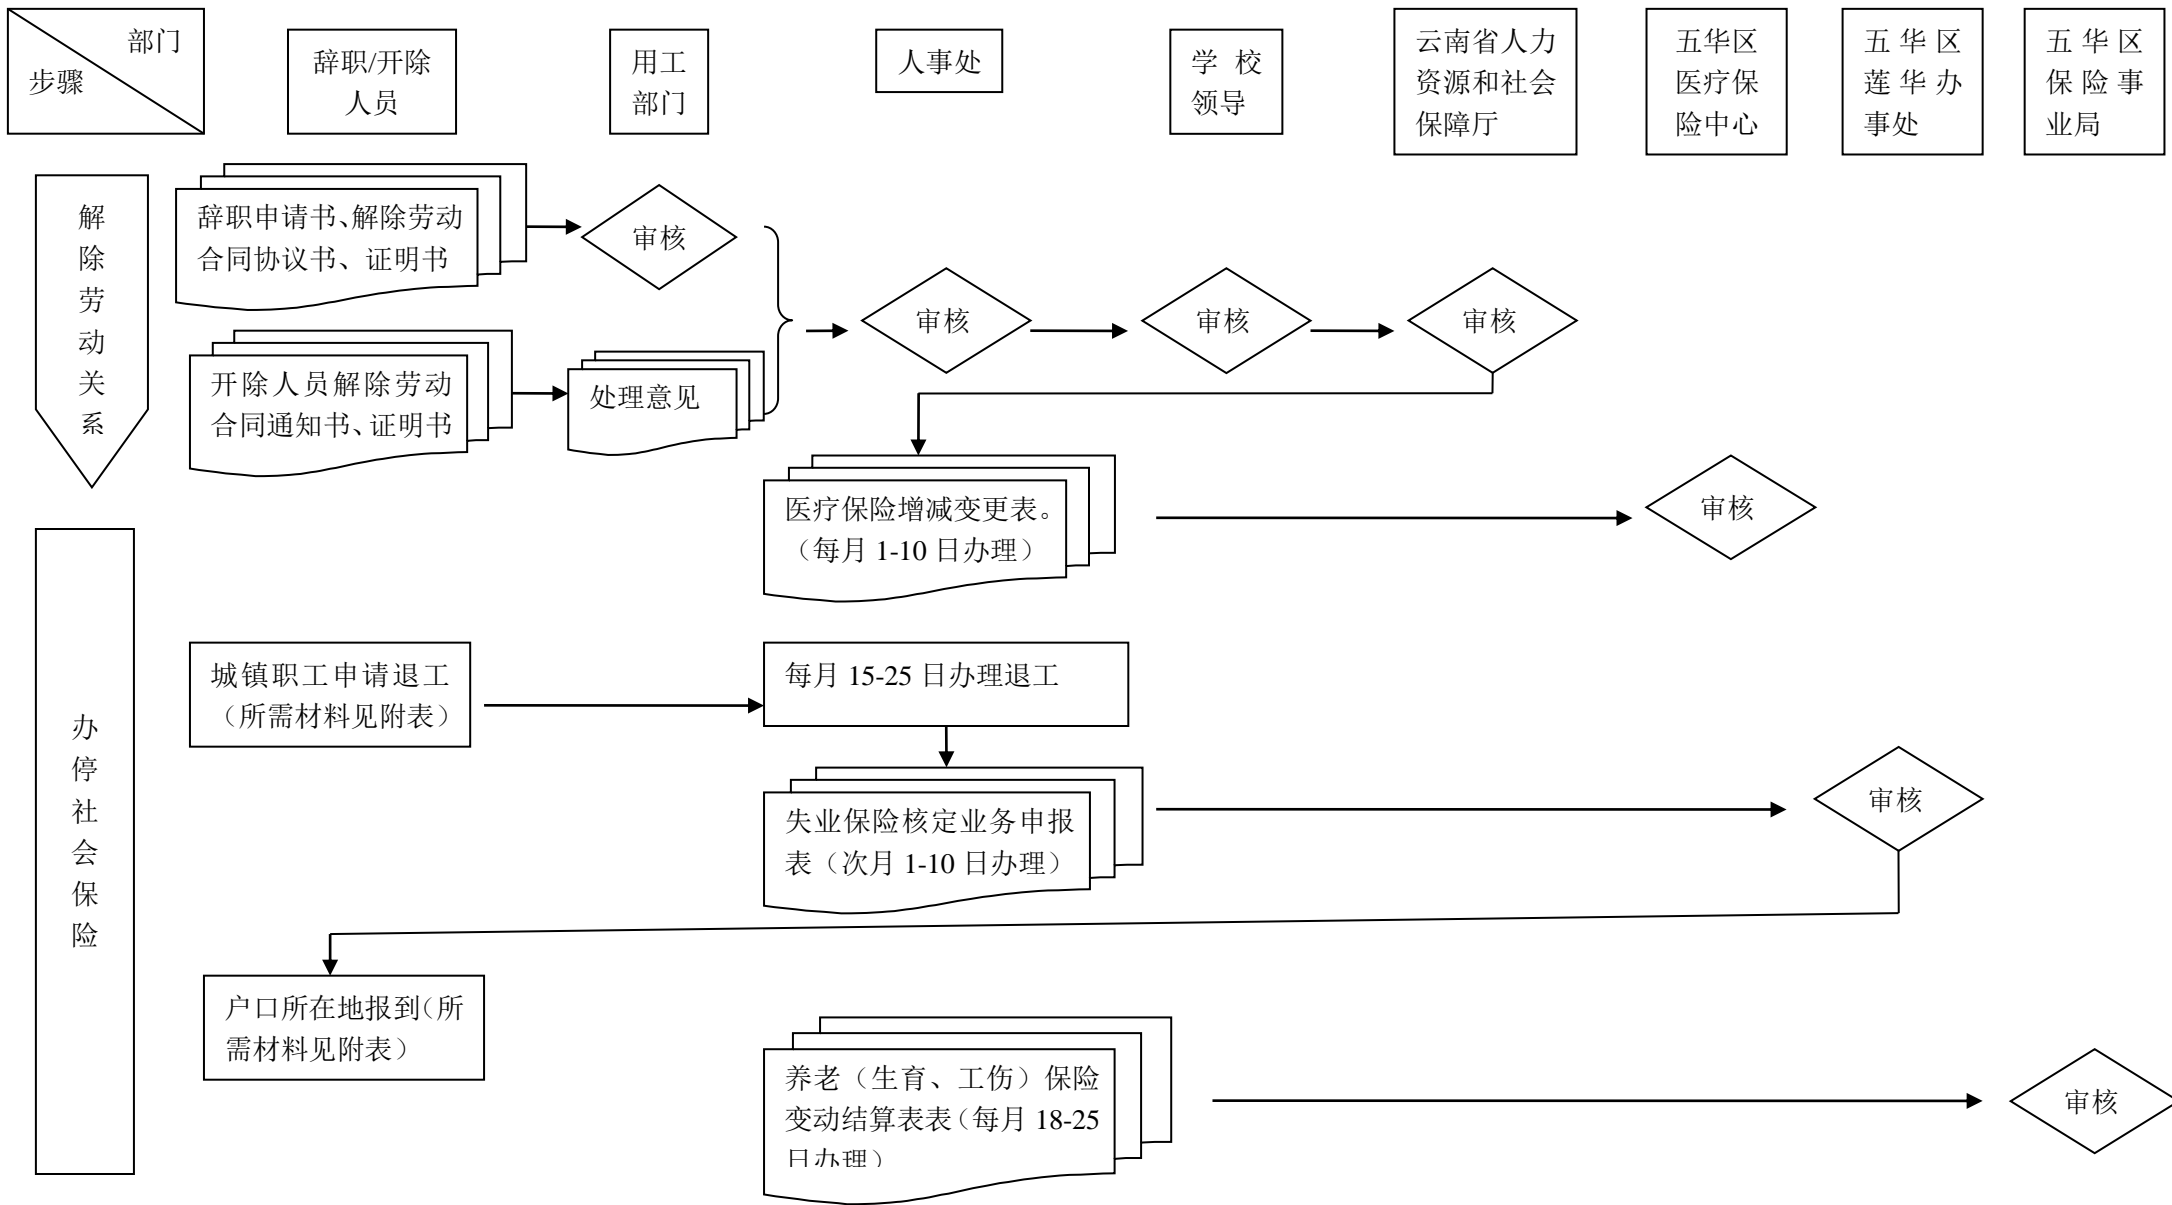 部门
步骤
辞职/开除
人员
用工
部门
人事处
学 校
领导
云南省人力
资源和社会
保障厅
五华区
医疗保
险中心
五 华 区
莲 华 办
事处
五 华 区
保 险 事
业局
解
除
劳
动
关
系
辞职申请书、解除劳动
合同协议书、证明书
审核
开除人员解除劳动
合同通知书、证明书
处理意见
审核
审核
审核
医疗保险增减变更表。
（每月 1-10 日办理）
审核
办
停
社
会
保
险
城镇职工申请退工
（所需材料见附表）
每月 15-25 日办理退工
失业保险核定业务申报
表（次月 1-10 日办理）
审核
户口所在地报到（所
需材料见附表）
养老（生育、工伤）保险
变动结算表表（每月 18-25
日办理）
审核